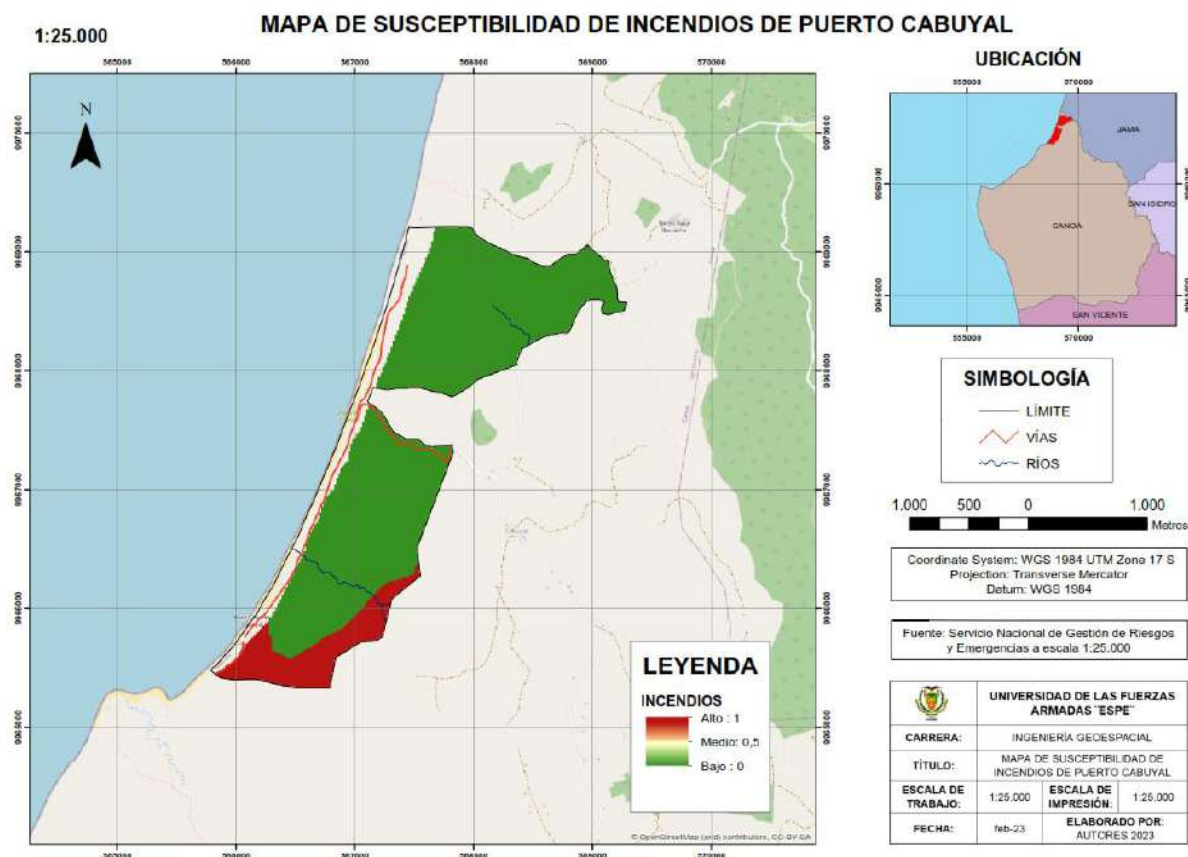 MAPA DE SUSCEPTIBILIDAD DE INCENDIOS DE PUERTO CABUYAL
1:25.000
N
© OpenStreetMap (and) contributors, CC-BY-SA
LEYENDA
INCENDIOS
Alto : 1
Medio: 0,5
Bajo : 0
UBICACIÓN
555000
570000
JAMA
SAN ISIDRO
CANOA
SAN VICENTE
555000
570000
SIMBOLOGÍA
LÍMITE
VÍAS
RÍOS
1.000 500 0 1.000
Metros
Coordinate System: WGS 1984 UTM Zone 17 S
Projection: Transverse Mercator
Datum: WGS 1984
Fuente: Servicio Nacional de Gestión de Riesgos
y Emergencias a escala 1:25.000
UNIVERSIDAD DE LAS FUERZAS
ARMADAS "ESPE"
CARRERA: INGENIERÍA GEOESPACIAL
TÍTULO: MAPA DE SUSCEPTIBILIDAD DE
INCENDIOS DE PUERTO CABUYAL
ESCALA DE TRABAJO: 1:25.000 ESCALA DE IMPRESIÓN: 1:25.000
FECHA: feb-23 ELABORADO POR:
AUTORES 2023